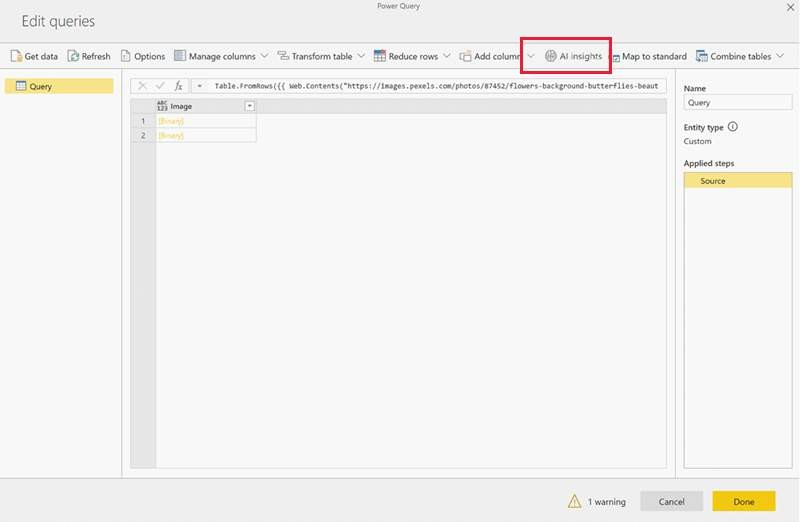 Power Query
Edit queries
Get data Refresh Options Manage columns Transform table Reduce rows Add column AI insights Map to standard Combine tables
Query
fx Table.FromRows({{ Web.Contents("https://images.pexels.com/photos/87452/flowers-background-butterflies-beaut
ABC
123 Image
1 [Binary]
2 [Binary]
Name
Query
Entity type
Custom
Applied steps
Source
1 warning Cancel Done